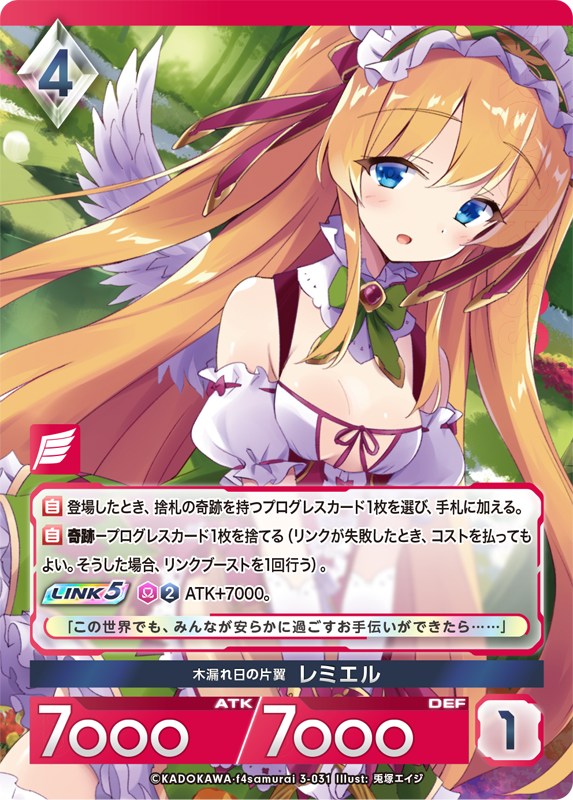 4
自 登場したとき、捨札の奇跡を持つプログレスカード1枚を選び、手札に加える。
自 奇跡−プログレスカード1枚を捨てる（リンクが失敗したとき、コストを払っても
よい。そうした場合、リンクブーストを1回行う）。
LINK 5 Ω 2 ATK+7000。
「この世界でも、みんなが安らかに過ごすお手伝いができたら……」
木漏れ日の片翼 レミエル
ATK DEF
7000 / 7000 1
©KADOKAWA・f4samurai 3-031 Illust: 兎塚エイジ